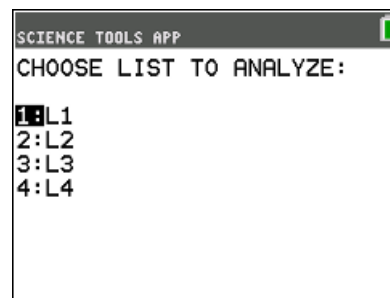 SCIENCE TOOLS APP
CHOOSE LIST TO ANALYZE:
1:L1
2:L2
3:L3
4:L4